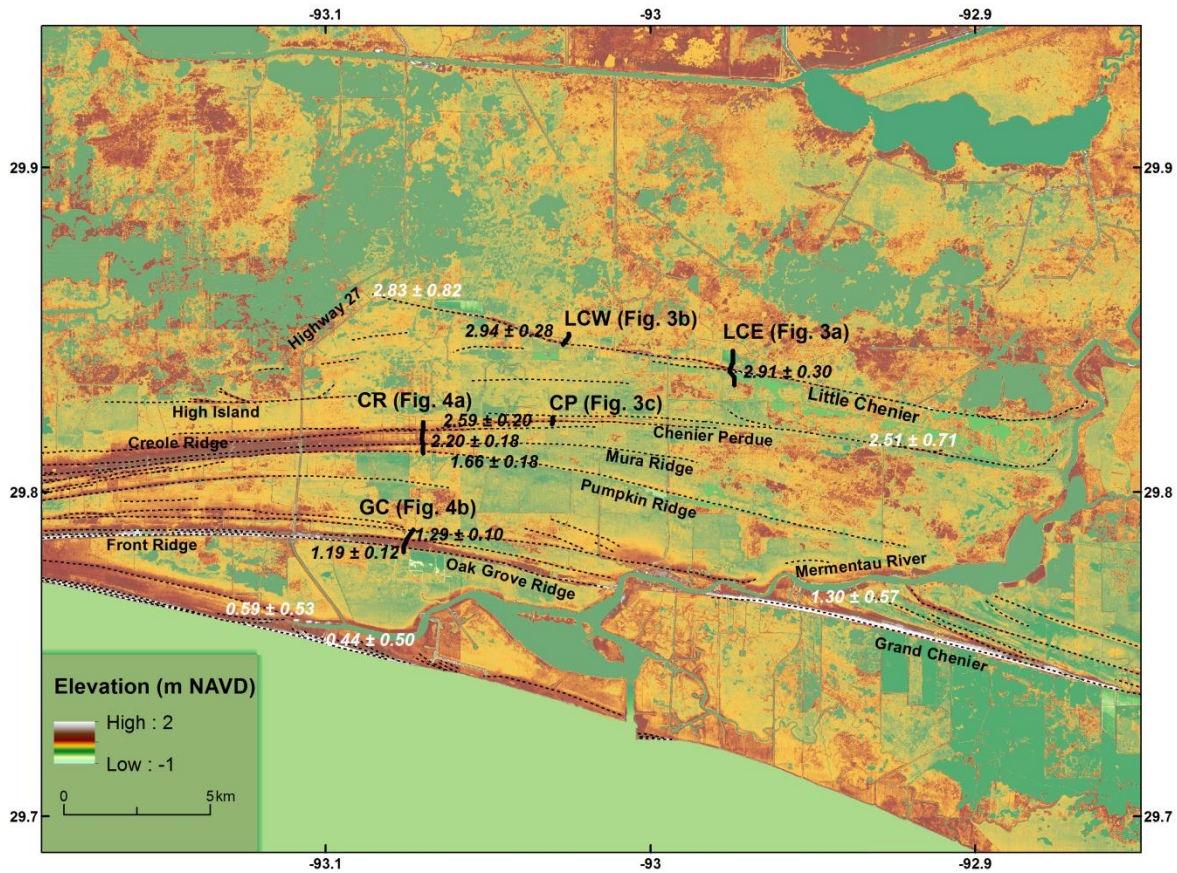 -93.1
-93
-92.9
29.9
29.9
Highway 27
2.83 ± 0.82
LCW (Fig. 3b)
2.94 ± 0.28
LCE (Fig. 3a)
2.91 ± 0.30
High Island
CR (Fig. 4a)
CP (Fig. 3c)
Little Chenier
2.59 ± 0.20
Creole Ridge
2.20 ± 0.18
Chenier Perdue
2.51 ± 0.71
1.66 ± 0.18
Mura Ridge
29.8
29.8
Pumpkin Ridge
GC (Fig. 4b)
1.29 ± 0.10
Front Ridge
1.19 ± 0.12
Oak Grove Ridge
Mermentau River
0.59 ± 0.53
1.30 ± 0.57
0.44 ± 0.50
Grand Chenier
Elevation (m NAVD)
High : 2
Low : -1
0
5 km
29.7
29.7
-93.1
-93
-92.9